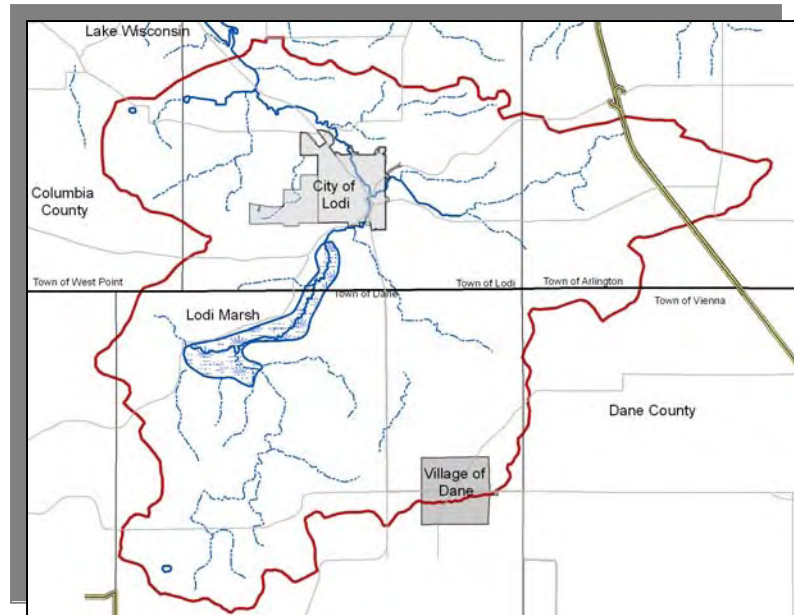 Lake Wisconsin
City of
Lodi
Columbia
County
Town of West Point
Town of Dane
Town of Lodi
Town of Arlington
Town of Vienna
Lodi Marsh
Dane County
Village of
Dane